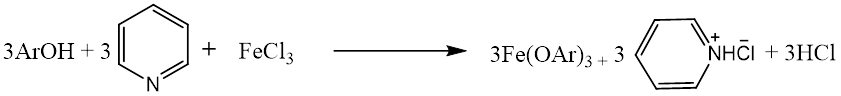 3ArOH + 3 N + FeCl₃ 3Fe(OAr)₃ + 3 N⁺HCl⁻ + 3HCl